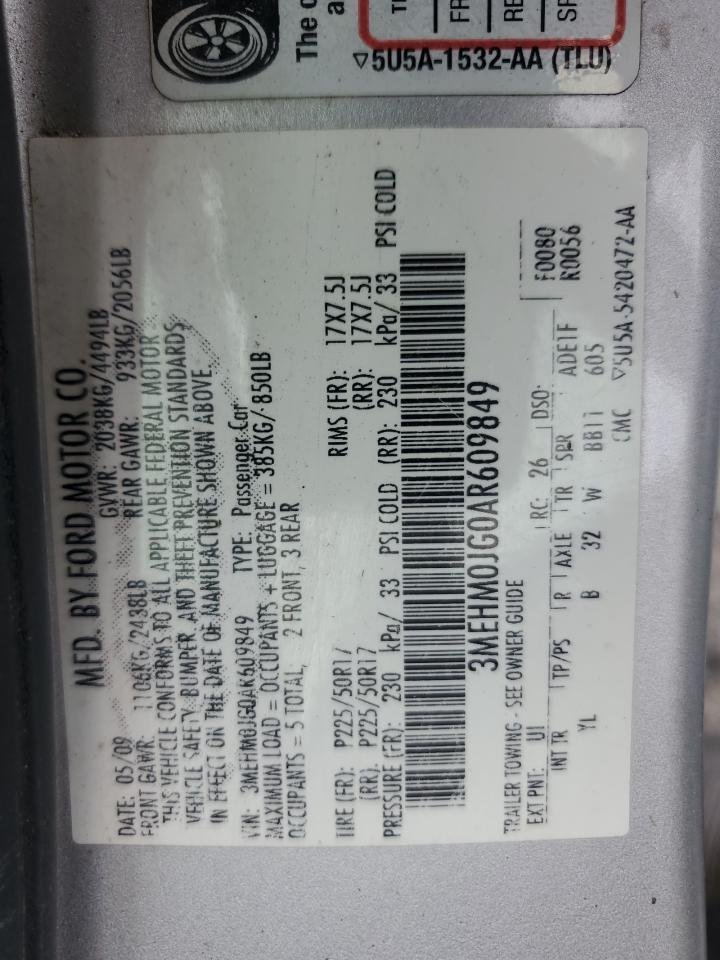 The c
a
TI
FR
RE
SP
▽5U5A-1532-AA (TLU)
MFD. BY FORD MOTOR CO.
DATE: 05/09 GVWR: 2038KG/4494LB
FRONT GAWR: 1106KG/2438LB REAR GAWR: 933KG/2056LB
THIS VEHICLE CONFORMS TO ALL APPLICABLE FEDERAL MOTOR
VEHICLE SAFETY, BUMPER, AND THEFT PREVENTION STANDARDS
IN EFFECT ON THE DATE OF MANUFACTURE SHOWN ABOVE.
VIN: 3MEHM0JG0AR609849 TYPE: Passenger Car
MAXIMUM LOAD = OCCUPANTS + LUGGAGE = 385KG/ 850LB
OCCUPANTS = 5 TOTAL, 2 FRONT, 3 REAR
TIRE (FR): P225/50R17 RIMS (FR): 17X7.5J
(RR): P225/50R17 (RR): 17X7.5J
PRESSURE (FR): 230 kPa/ 33 PSI COLD (RR): 230 kPa/ 33 PSI COLD
3MEHM0JG0AR609849
TRAILER TOWING - SEE OWNER GUIDE
EXT PNT: UI RC: 26 DSO: F0080
R0056
INT TR TP/PS R AXLE TR SPR ADE1F
YL B 32 W BB11 605
CMC ▽5U5A-5420472-AA